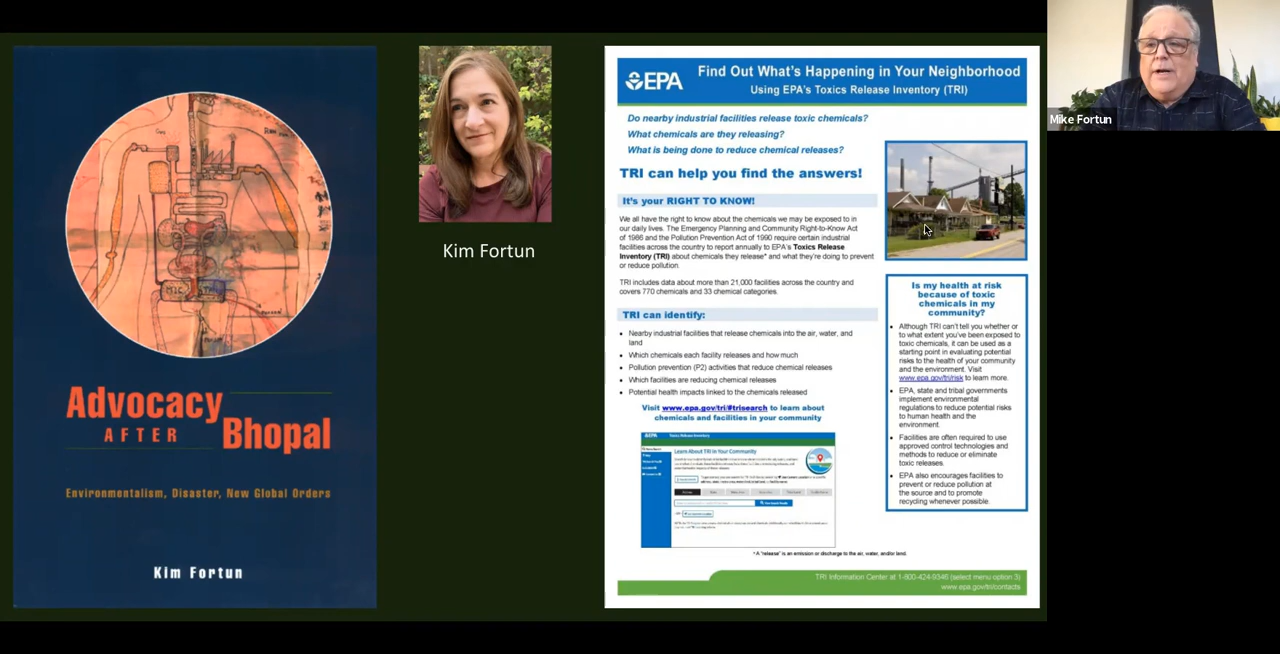 Advocacy
AFTER
Bhopal
Environmentalism, Disaster, New Global Orders
Kim Fortun
Kim Fortun
EPA
Find Out What's Happening in Your Neighborhood
Using EPA's Toxics Release Inventory (TRI)
Do nearby industrial facilities release toxic chemicals?
What chemicals are they releasing?
What is being done to reduce chemical releases?
TRI can help you find the answers!
It's your RIGHT TO KNOW!
We all have the right to know about the chemicals we may be exposed to in
our daily lives. The Emergency Planning and Community Right-to-Know Act
of 1986 and the Pollution Prevention Act of 1990 require certain industrial
facilities across the country to report annually to EPA's Toxics Release
Inventory (TRI) about chemicals they release* and what they're doing to prevent
or reduce pollution.
TRI includes data about more than 21,000 facilities across the country and
covers 770 chemicals and 33 chemical categories.
TRI can identify:
• Nearby industrial facilities that release chemicals into the air, water, and
land
• Which chemicals each facility releases and how much
• Pollution prevention (P2) activities that reduce chemical releases
• Which facilities are reducing chemical releases
• Potential health impacts linked to the chemicals released
Visit www.epa.gov/tri/#trisearch to learn about
chemicals and facilities in your community
EPA Toxics Release Inventory
Learn About TRI in Your Community
* A "release" is an emission or discharge to the air, water, and/or land.
Is my health at risk
because of toxic
chemicals in my
community?
• Although TRI can't tell you whether or
to what extent you've been exposed to
toxic chemicals, it can be used as a
starting point in evaluating potential
risks to the health of your community
and the environment. Visit
www.epa.gov/tri/risk to learn more.
• EPA, state and tribal governments
implement environmental
regulations to reduce potential risks
to human health and the
environment.
• Facilities are often required to use
approved control technologies and
methods to reduce or eliminate
toxic releases.
• EPA also encourages facilities to
prevent or reduce pollution at
the source and to promote
recycling whenever possible.
TRI Information Center at 1-800-424-9346 (select menu option 3)
www.epa.gov/tri/contacts
Mike Fortun